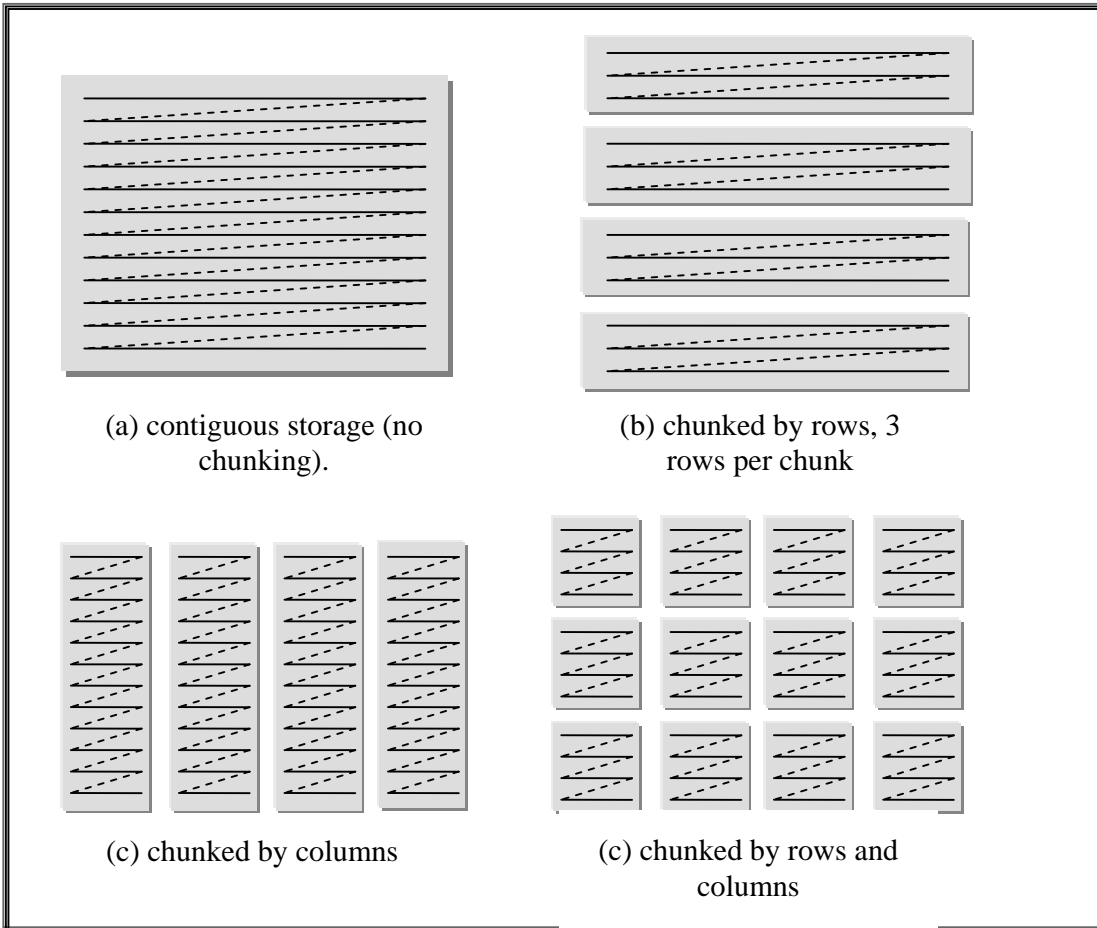 (a) contiguous storage (no
chunking).
(b) chunked by rows, 3
rows per chunk
(c) chunked by columns
(c) chunked by rows and
columns